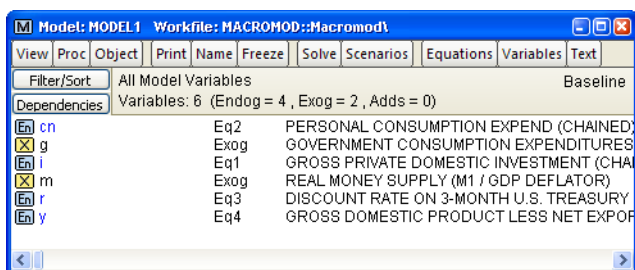 Model: MODEL1 Workfile: MACROMOD::Macromod\
View Proc Object Print Name Freeze Solve Scenarios Equations Variables Text
Filter/Sort All Model Variables Baseline
Dependencies Variables: 6 (Endog = 4 , Exog = 2 , Adds = 0)
En cn Eq2 PERSONAL CONSUMPTION EXPEND (CHAINED)
X g Exog GOVERNMENT CONSUMPTION EXPENDITURES
En i Eq1 GROSS PRIVATE DOMESTIC INVESTMENT (CHAI
X m Exog REAL MONEY SUPPLY (M1 / GDP DEFLATOR)
En r Eq3 DISCOUNT RATE ON 3-MONTH U.S. TREASURY
En y Eq4 GROSS DOMESTIC PRODUCT LESS NET EXPOR